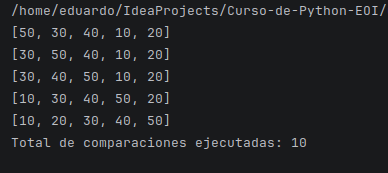 /home/eduardo/IdeaProjects/Curso-de-Python-EOI/
[50, 30, 40, 10, 20]
[30, 50, 40, 10, 20]
[30, 40, 50, 10, 20]
[10, 30, 40, 50, 20]
[10, 20, 30, 40, 50]
Total de comparaciones ejecutadas: 10